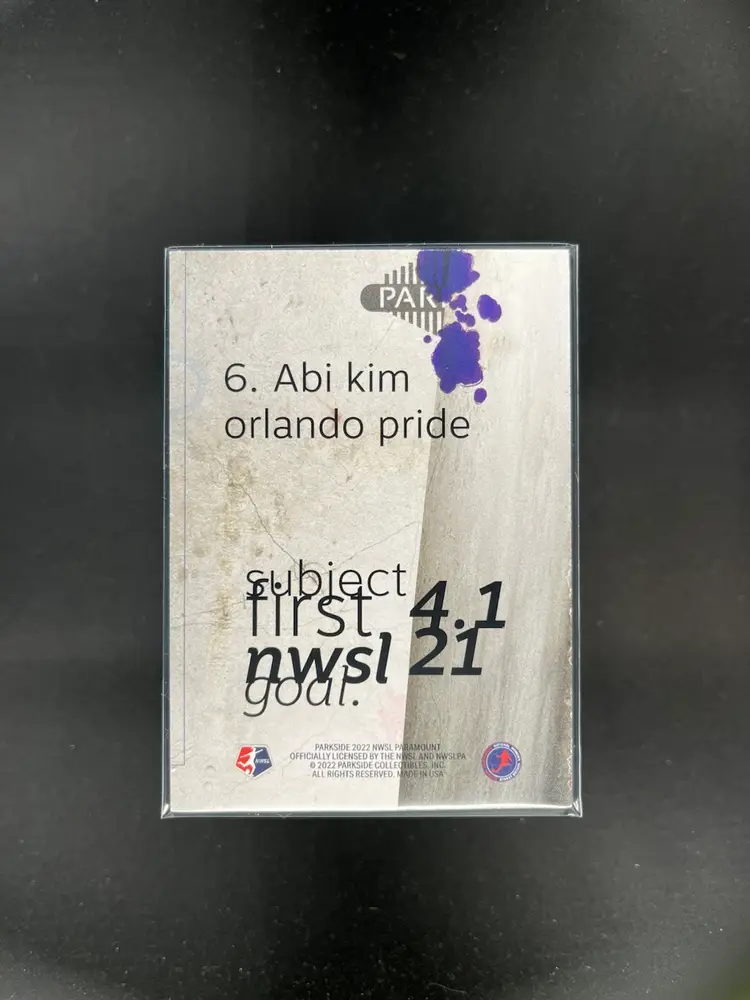 PAR
6. Abi kim
orlando pride
subject
first 4.1
nwsl 21
goal.
PARKSIDE 2022 NWSL PARAMOUNT
OFFICIALLY LICENSED BY THE NWSL AND NWSLPA
© 2022 PARKSIDE COLLECTIBLES, INC.
ALL RIGHTS RESERVED. MADE IN USA
NWSL